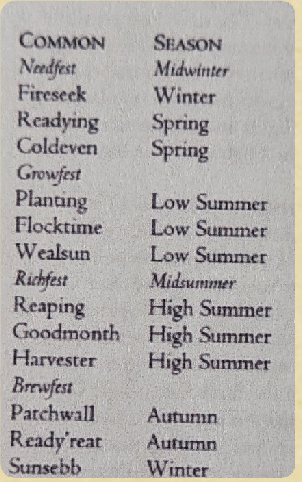 COMMON SEASON
Needfest Midwinter
Fireseek Winter
Readying Spring
Coldeven Spring
Growfest
Planting Low Summer
Flocktime Low Summer
Wealsun Low Summer
Richfest Midsummer
Reaping High Summer
Goodmonth High Summer
Harvester High Summer
Brewfest
Patchwall Autumn
Ready'reat Autumn
Sunsebb Winter